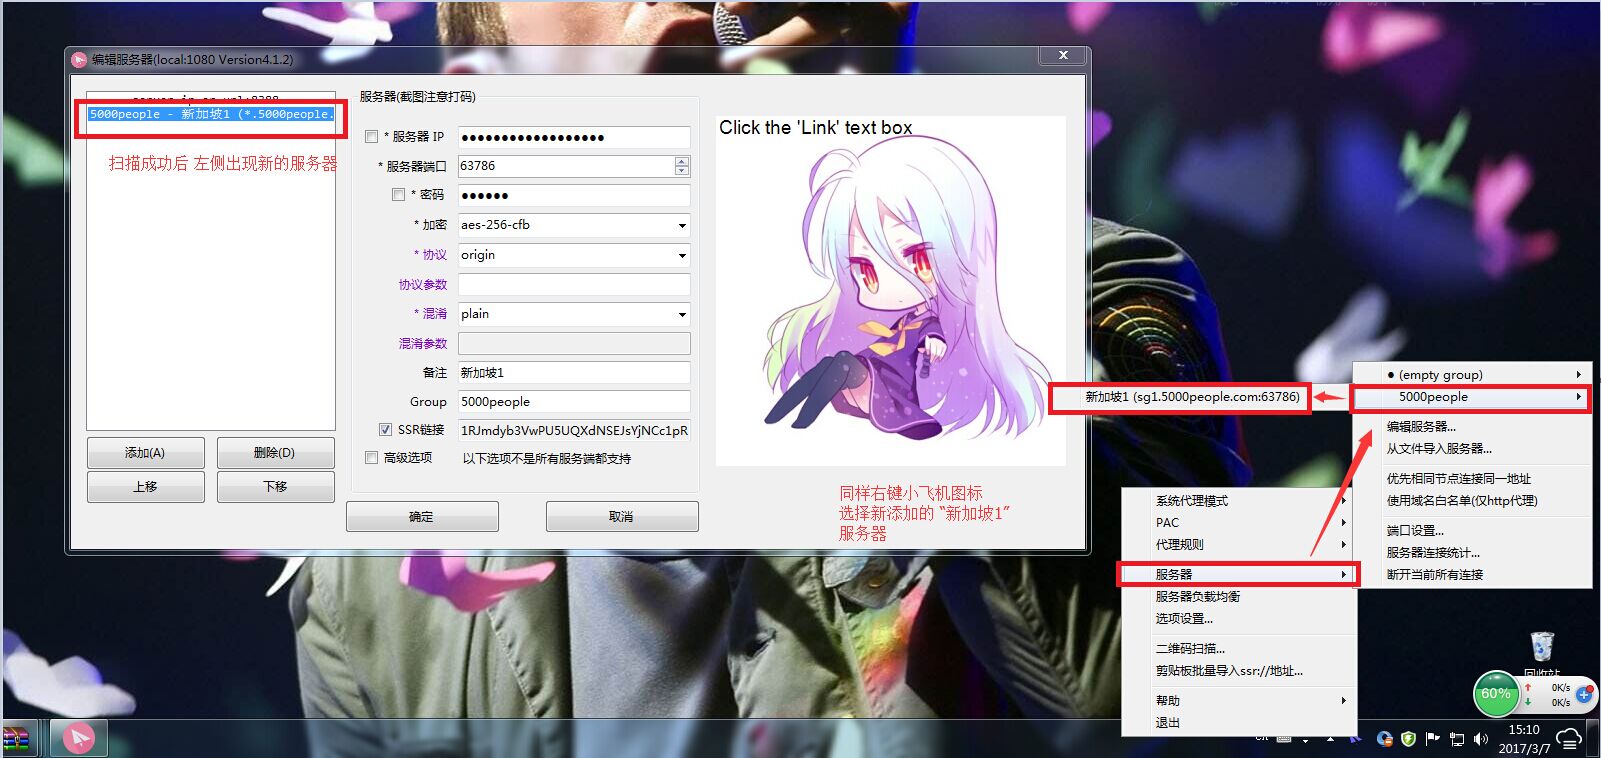 编辑服务器(local:1080 Version4.1.2)
5000people - 新加坡1 (*.5000people.
扫描成功后 左侧出现新的服务器
添加(A)
删除(D)
上移
下移
服务器(截图注意打码)
* 服务器 IP
●●●●●●●●●●●●●●●●●●
* 服务器端口
63786
* 密码
●●●●●●
* 加密
aes-256-cfb
* 协议
origin
协议参数
* 混淆
plain
混淆参数
备注
新加坡1
Group
5000people
SSR链接
1RJmdyb3VwPU5UQXdNSEJsYjNCc1pR
高级选项
以下选项不是所有服务端都支持
确定
取消
Click the 'Link' text box
同样右键小飞机图标
选择新添加的 “新加坡1”
服务器
新加坡1 (sg1.5000people.com:63786)
● (empty group)
5000people
编辑服务器...
从文件导入服务器...
优先相同节点连接同一地址
使用域名白名单(仅http代理)
端口设置...
服务器连接统计...
断开当前所有连接
系统代理模式
PAC
代理规则
服务器
服务器负载均衡
选项设置...
二维码扫描...
剪贴板批量导入ssr://地址...
帮助
退出
回收站
60%
0K/s
0K/s
15:10
2017/3/7